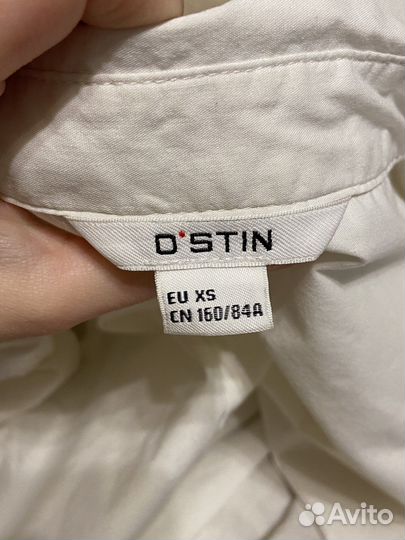 O'STIN
EU XS
CN 160/84A
Avito